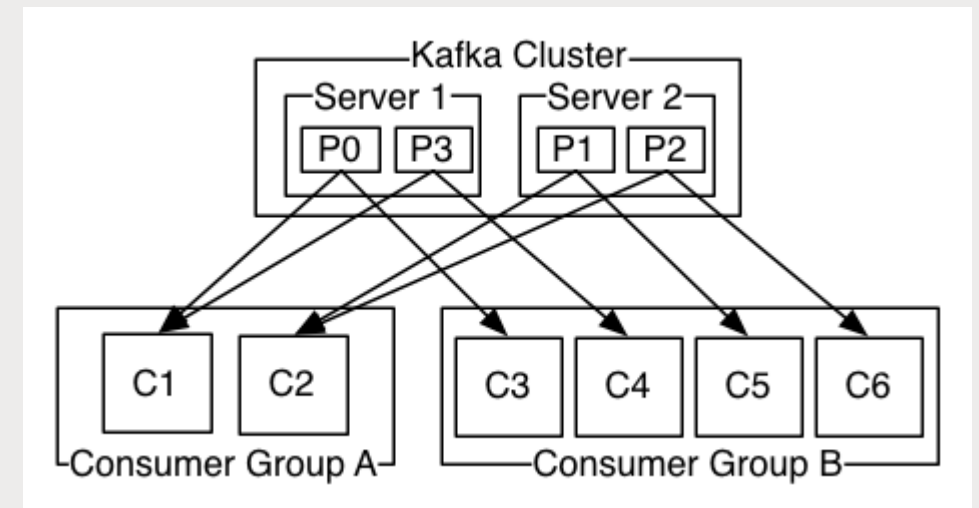 Kafka Cluster
Server 1 Server 2
P0 P3 P1 P2
C1 C2 C3 C4 C5 C6
Consumer Group A Consumer Group B